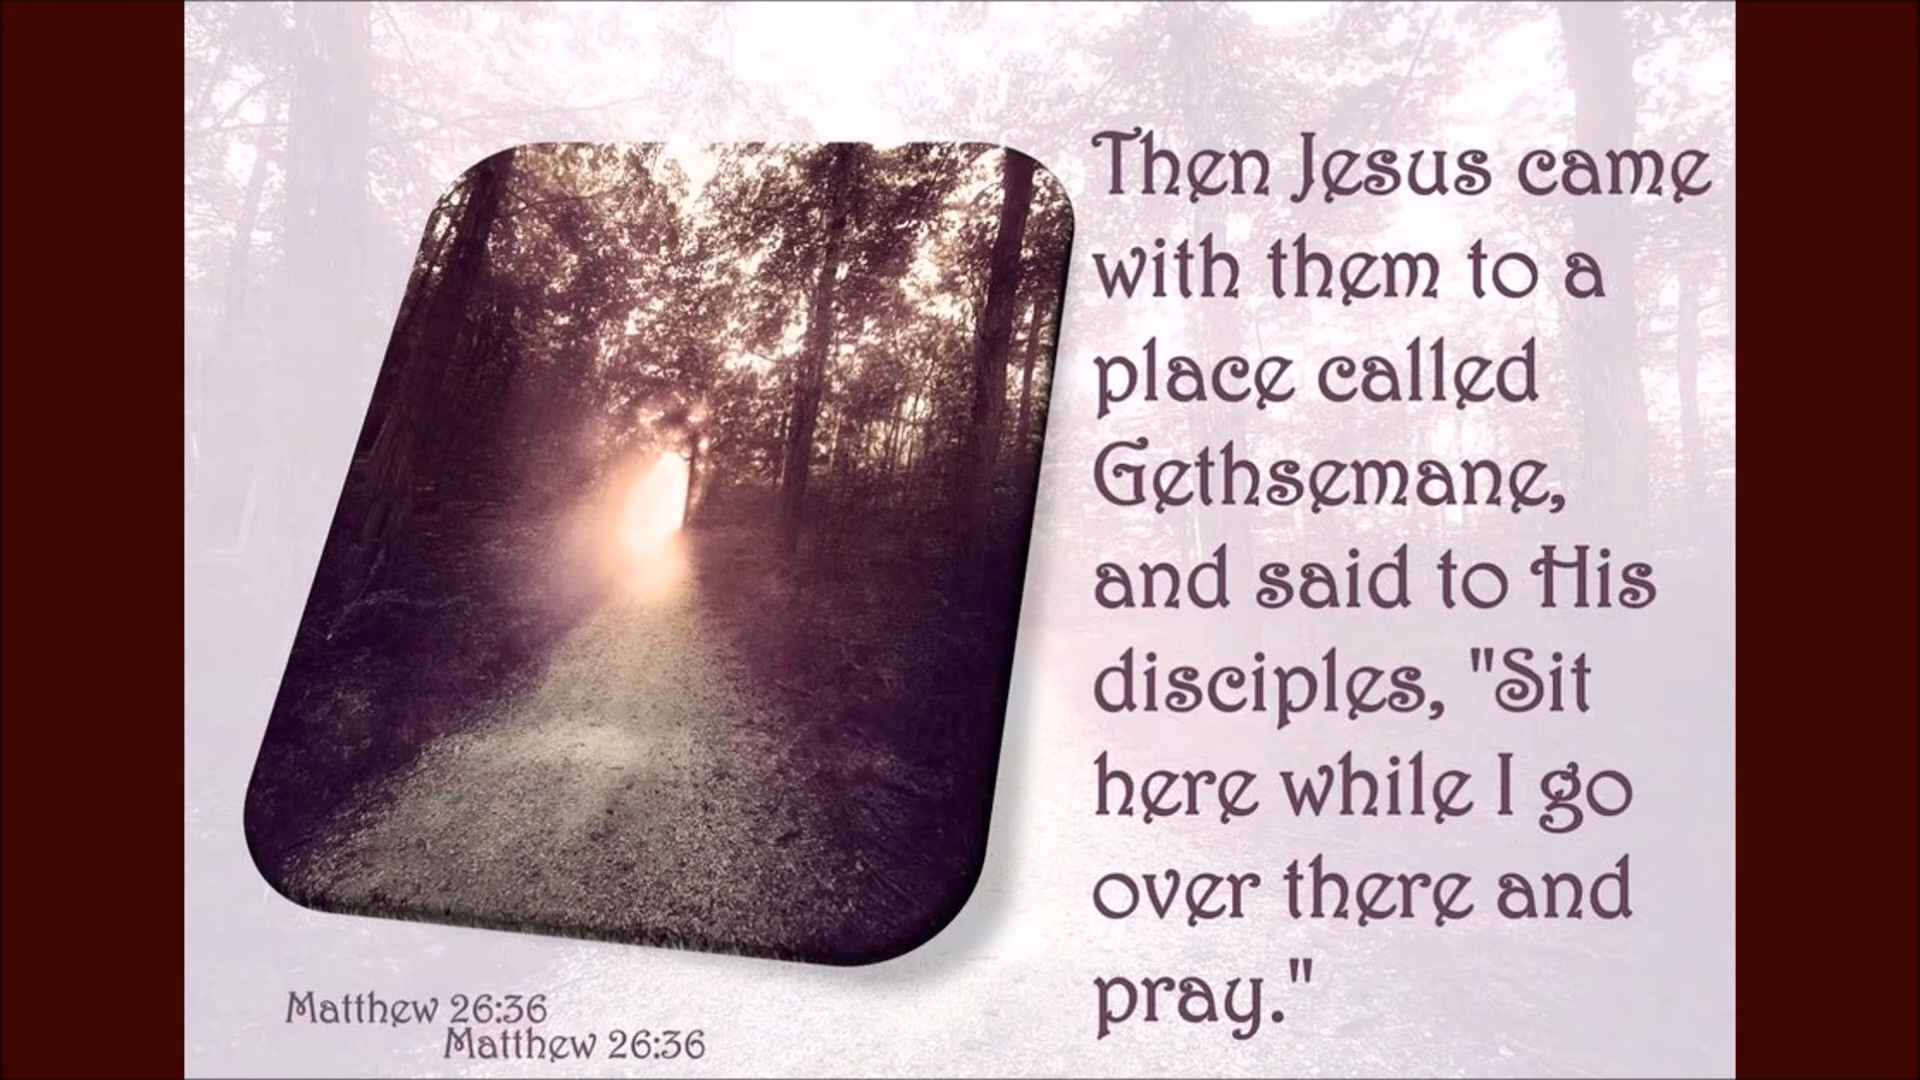 Then Jesus came
with them to a
place called
Gethsemane,
and said to His
disciples, "Sit
here while I go
over there and
pray."
Matthew 26:36
Matthew 26:36